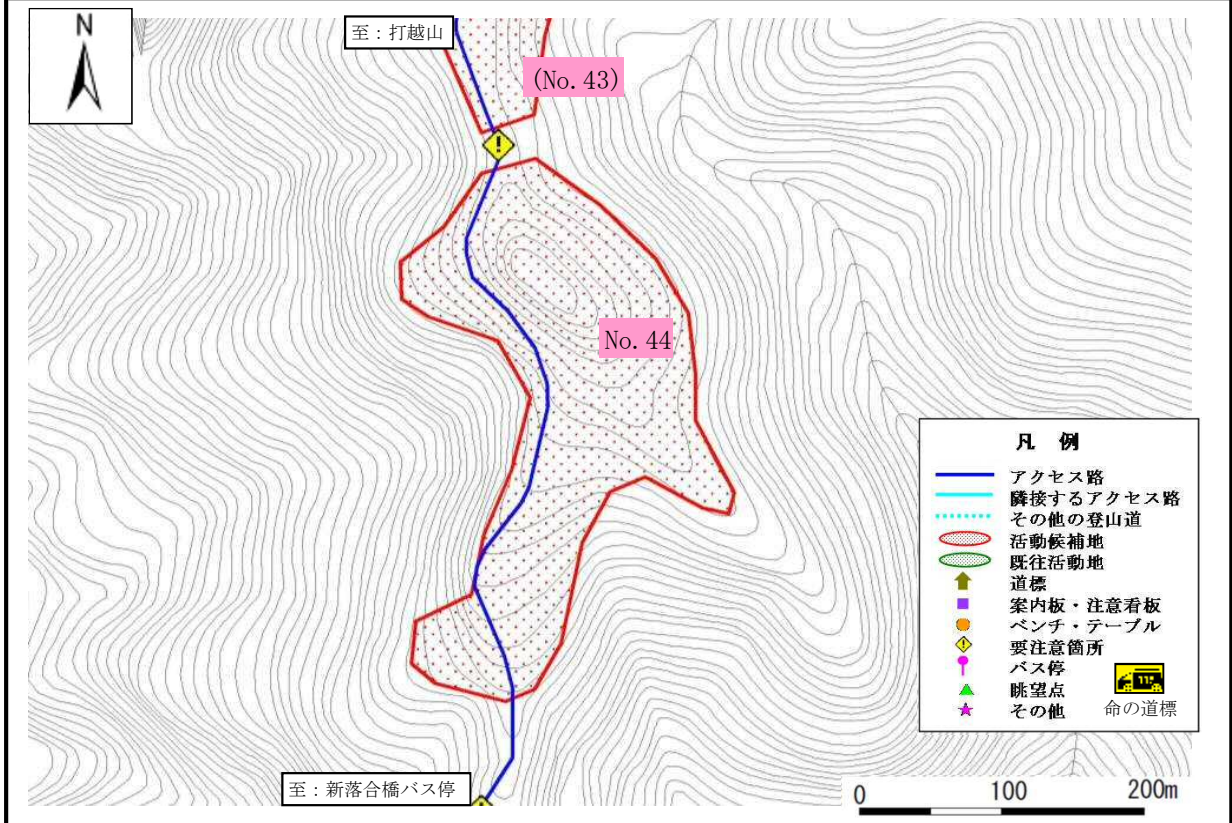 N
至：打越山
(No. 43)
No. 44
凡 例
アクセス路
隣接するアクセス路
その他の登山道
活動候補地
既往活動地
道標
案内板・注意看板
ベンチ・テーブル
要注意箇所
バス停
眺望点
その他
命の道標
至：新落合橋バス停
0 100 200m